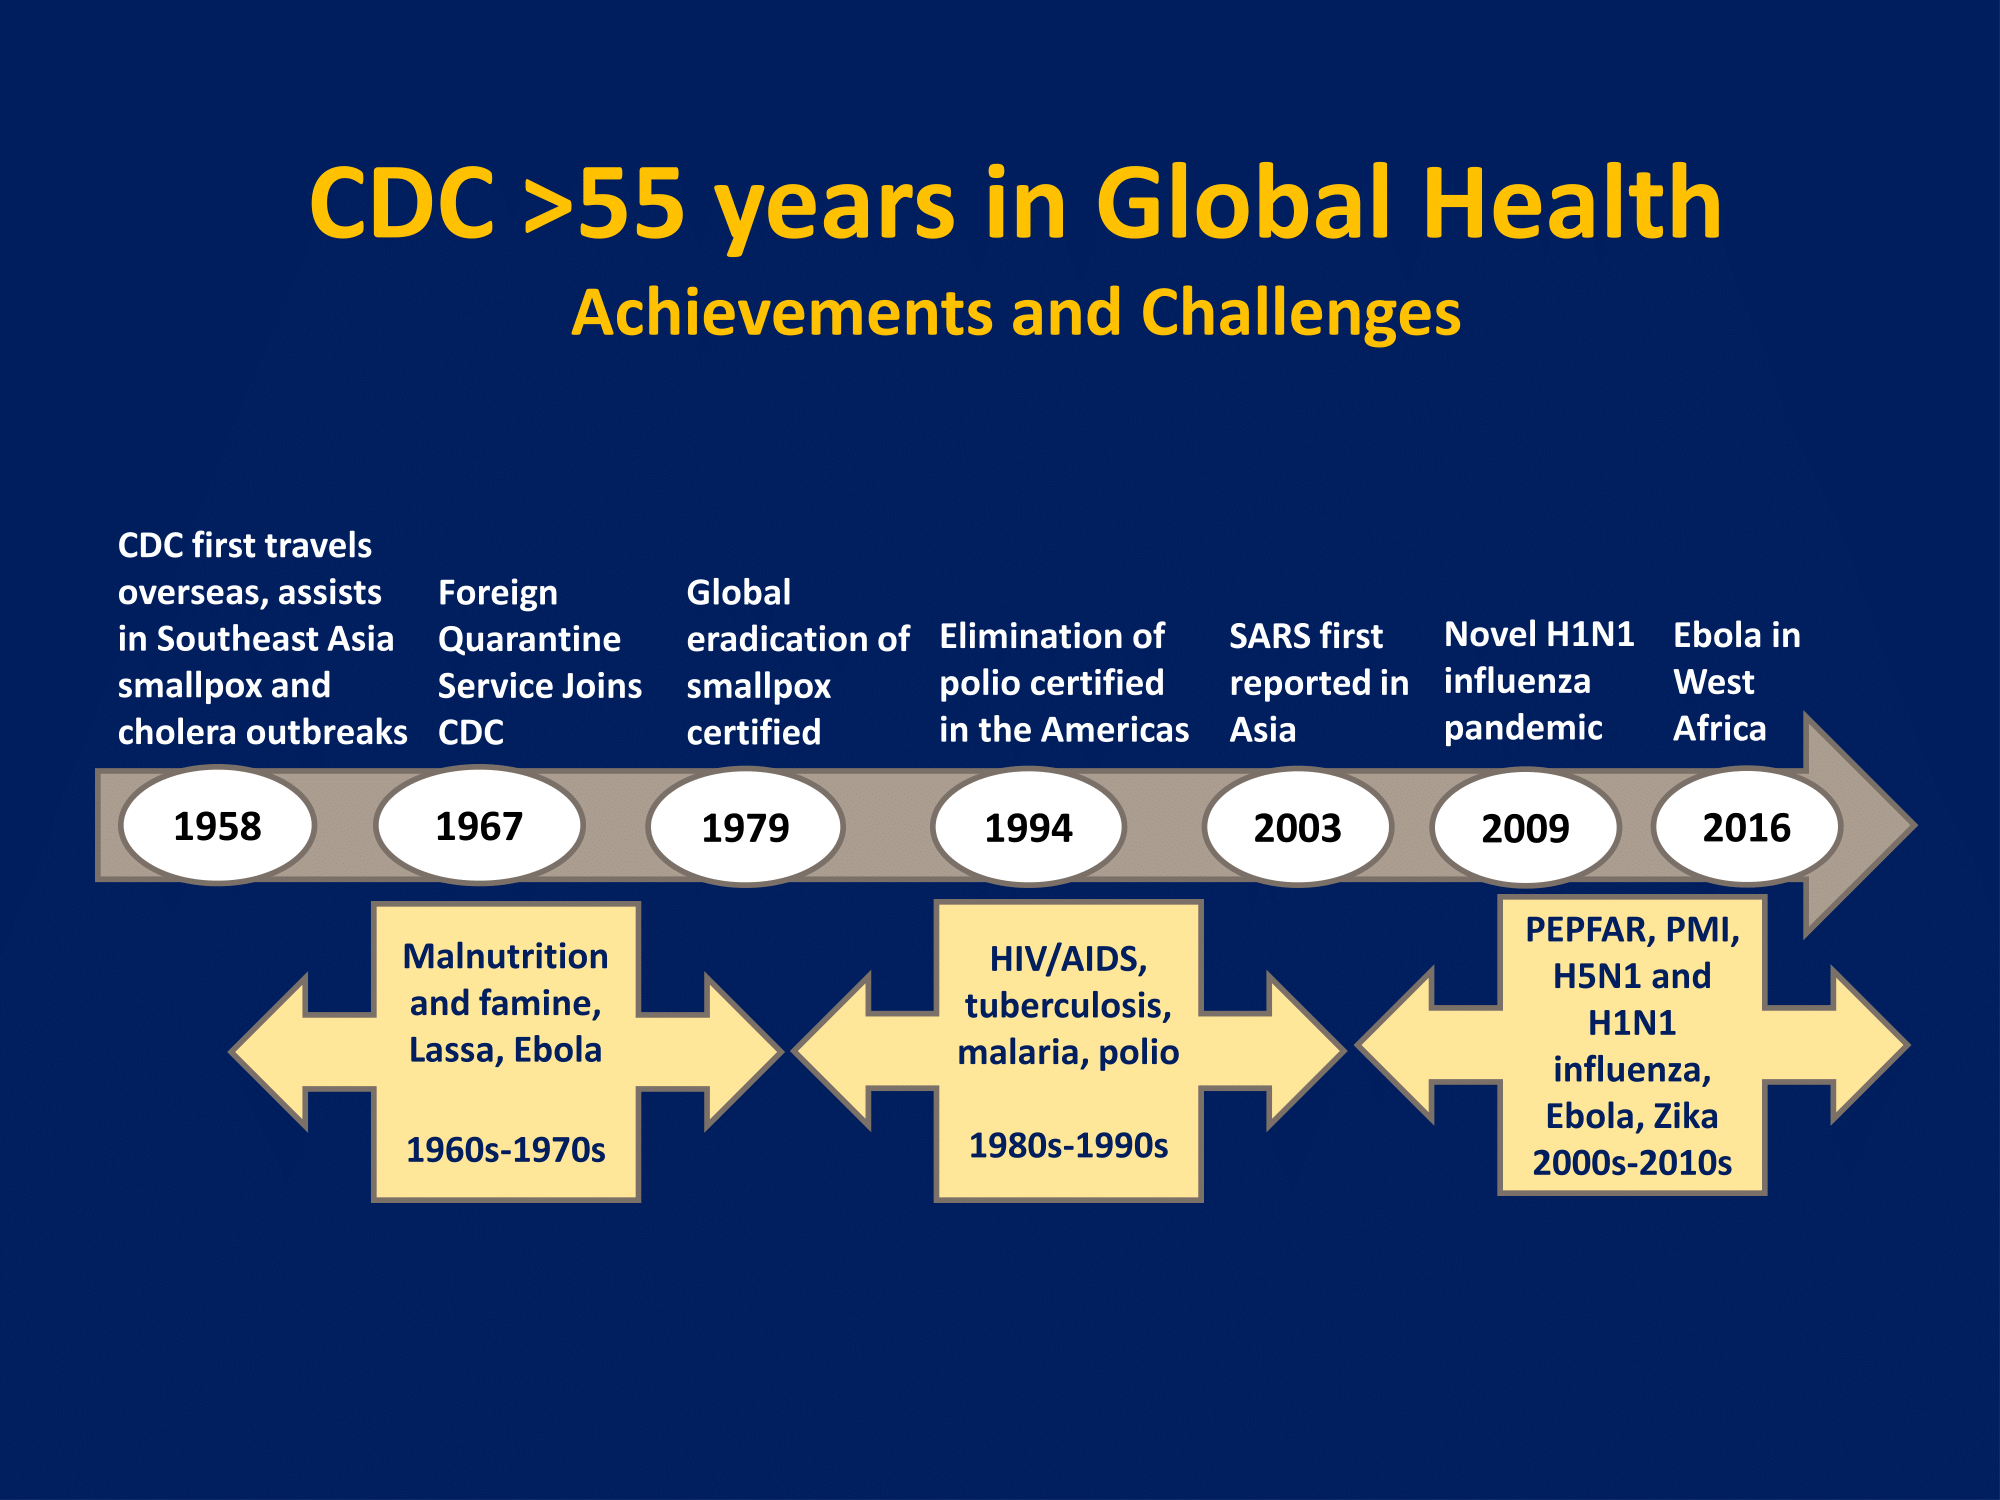 CDC >55 years in Global Health
Achievements and Challenges
CDC first travels
overseas, assists
in Southeast Asia
smallpox and
cholera outbreaks
Foreign
Quarantine
Service Joins
CDC
Global
eradication of
smallpox
certified
Elimination of
polio certified
in the Americas
SARS first
reported in
Asia
Novel H1N1
influenza
pandemic
Ebola in
West
Africa
1958
1967
1979
1994
2003
2009
2016
Malnutrition
and famine,
Lassa, Ebola
1960s-1970s
HIV/AIDS,
tuberculosis,
malaria, polio
1980s-1990s
PEPFAR, PMI,
H5N1 and
H1N1
influenza,
Ebola, Zika
2000s-2010s